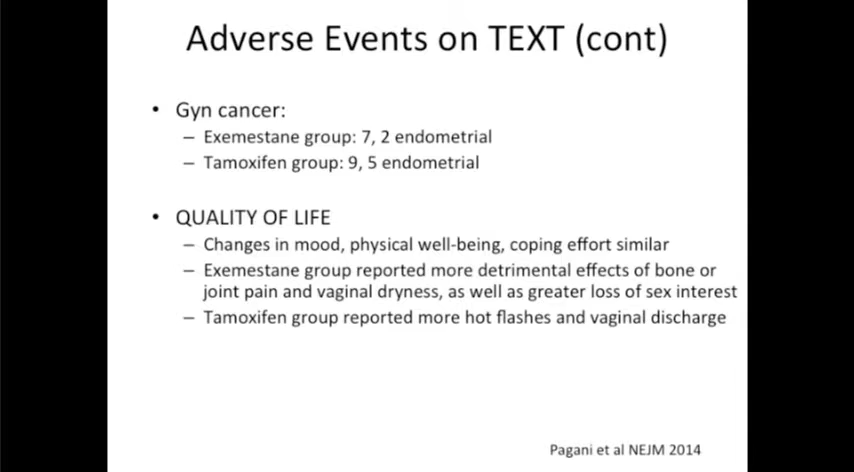 Adverse Events on TEXT (cont)
• Gyn cancer:
– Exemestane group: 7, 2 endometrial
– Tamoxifen group: 9, 5 endometrial
• QUALITY OF LIFE
– Changes in mood, physical well-being, coping effort similar
– Exemestane group reported more detrimental effects of bone or
joint pain and vaginal dryness, as well as greater loss of sex interest
– Tamoxifen group reported more hot flashes and vaginal discharge
Pagani et al NEJM 2014